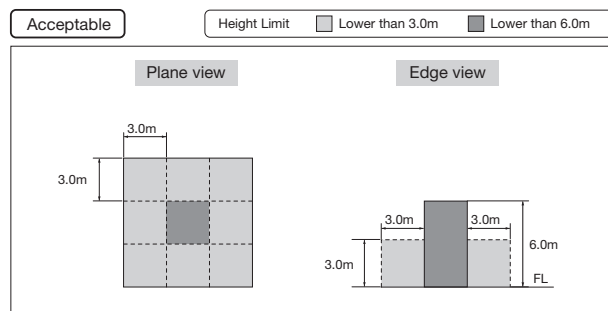 Acceptable
Height Limit Lower than 3.0m Lower than 6.0m
Plane view
Edge view
3.0m
3.0m
3.0m 3.0m
6.0m
3.0m
FL